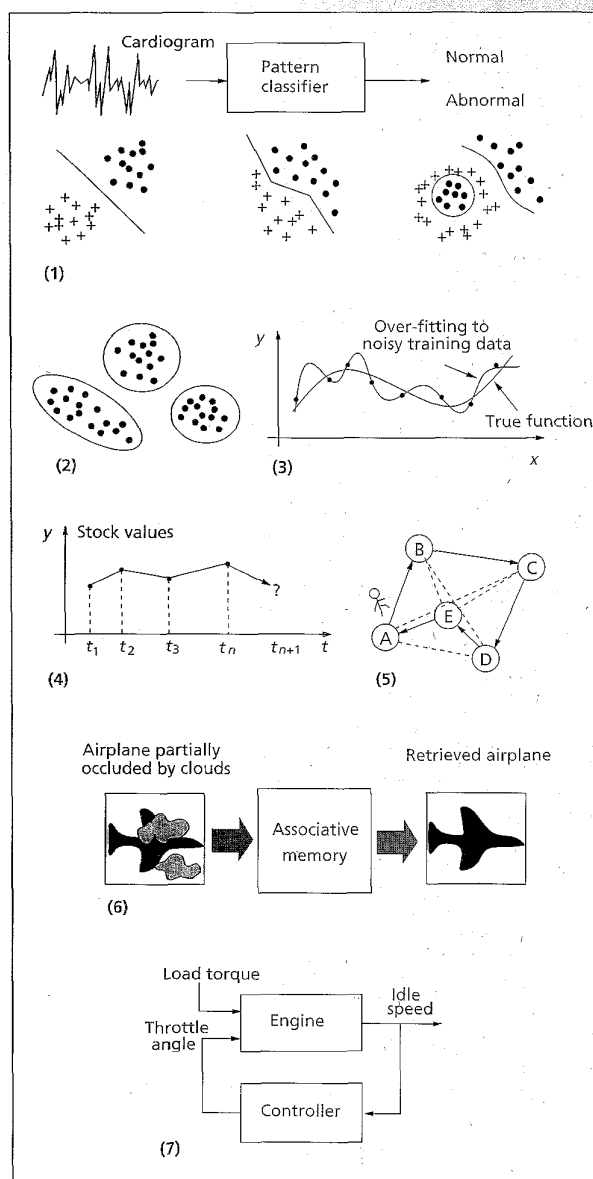 Cardiogram
Pattern
classifier
Normal
Abnormal
(1)
(2)
y
Over-fitting to
noisy training data
True function
x
(3)
y
Stock values
?
t1 t2 t3 tn tn+1 t
(4)
B
C
A
E
D
(5)
Airplane partially
occluded by clouds
Associative
memory
Retrieved airplane
(6)
Load torque
Throttle
angle
Engine
Idle
speed
Controller
(7)